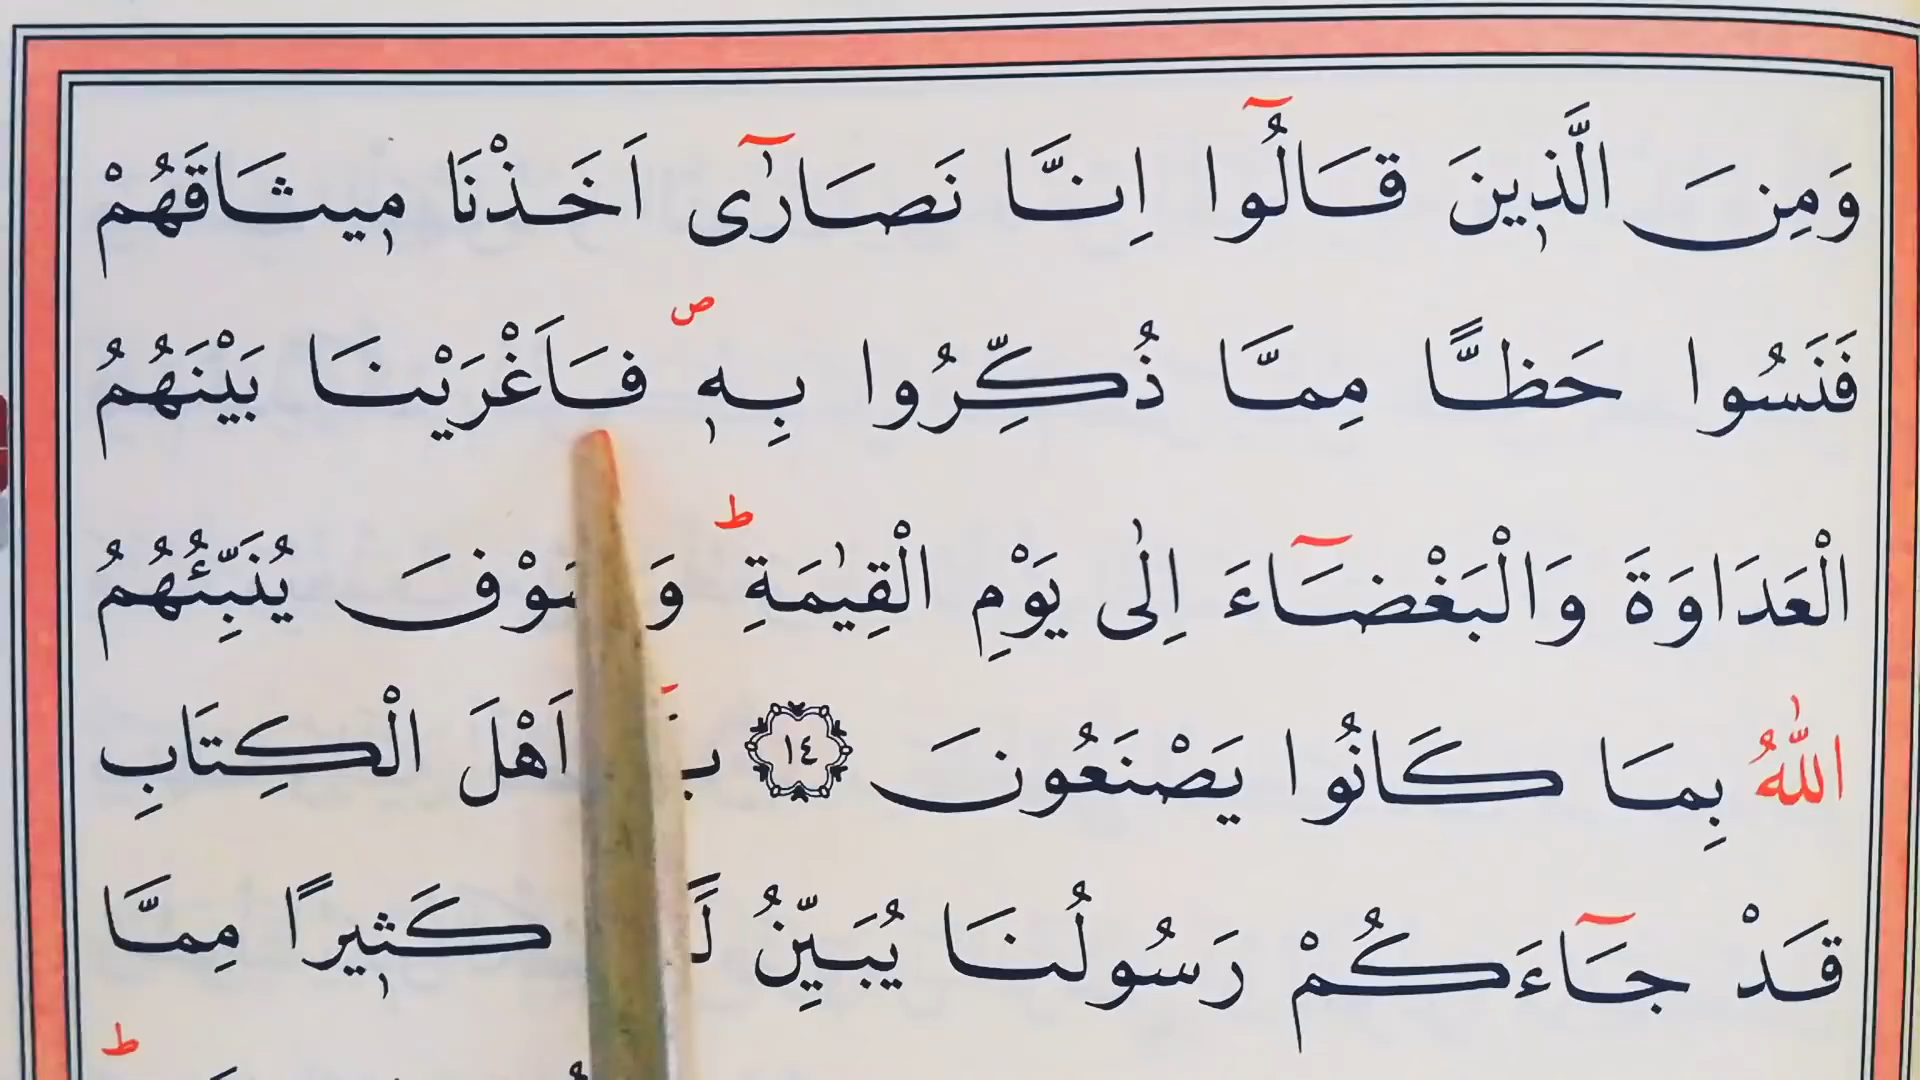 وَمِنَ الَّذ۪ينَ قَالُٓوا اِنَّا نَصَارٰٓى اَخَذْنَا م۪يثَاقَهُمْ
فَنَسُوا حَظًّا مِمَّا ذُكِّرُوا بِه۪ۖ فَاَغْرَيْنَا بَيْنَهُمُ
الْعَدَاوَةَ وَالْبَغْضَٓاءَ اِلٰى يَوْمِ الْقِيٰمَةِۜ وَسَوْفَ يُنَبِّئُهُمُ
اللّٰهُ بِمَا كَانُوا يَصْنَعُونَ ﴿١٤﴾ اَهْلَ الْكِتَابِ
قَدْ جَٓاءَكُمْ رَسُولُنَا يُبَيِّنُ كَث۪يرًا مِمَّا